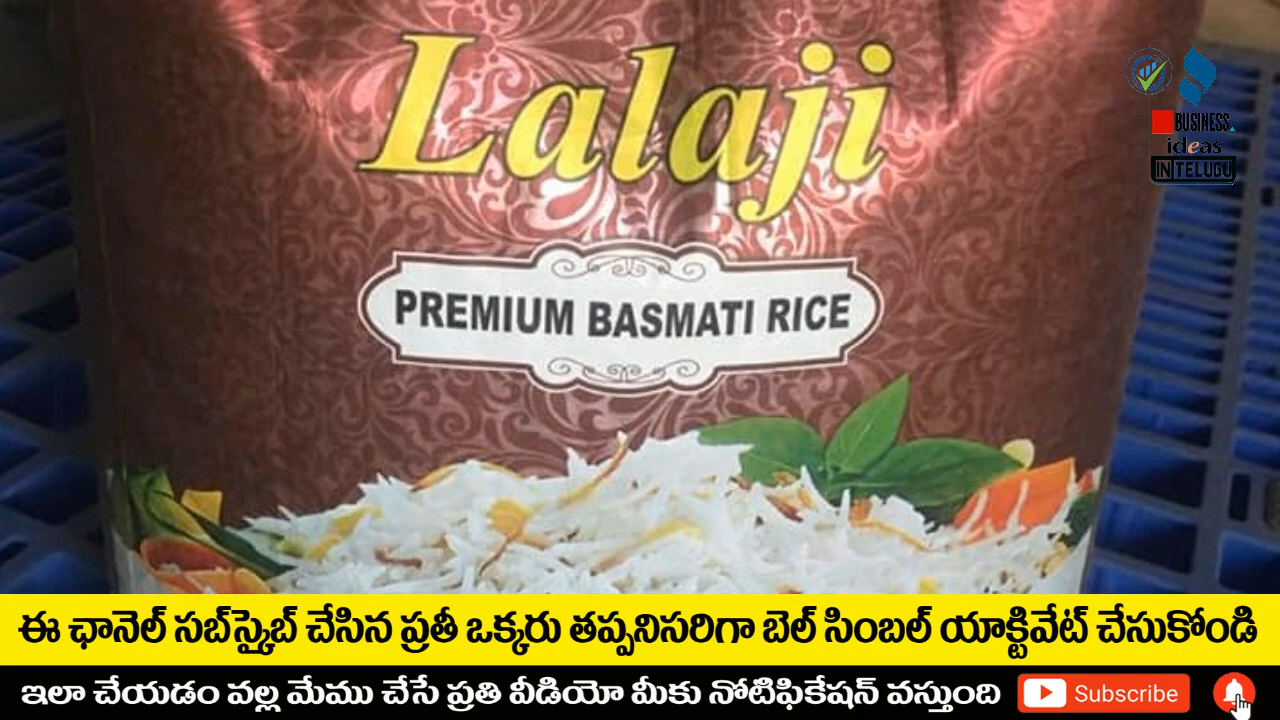 Lalaji
BUSINESS
ideas
IN TELUGU
PREMIUM BASMATI RICE
ఈ ఛానెల్ సబ్‌స్క్రైబ్ చేసిన ప్రతీ ఒక్కరు తప్పనిసరిగా బెల్ సింబల్ యాక్టివేట్ చేసుకోండి
ఇలా చేయడం వల్ల మేము చేసే ప్రతి వీడియో మీకు నోటిఫికేషన్ వస్తుంది
Subscribe